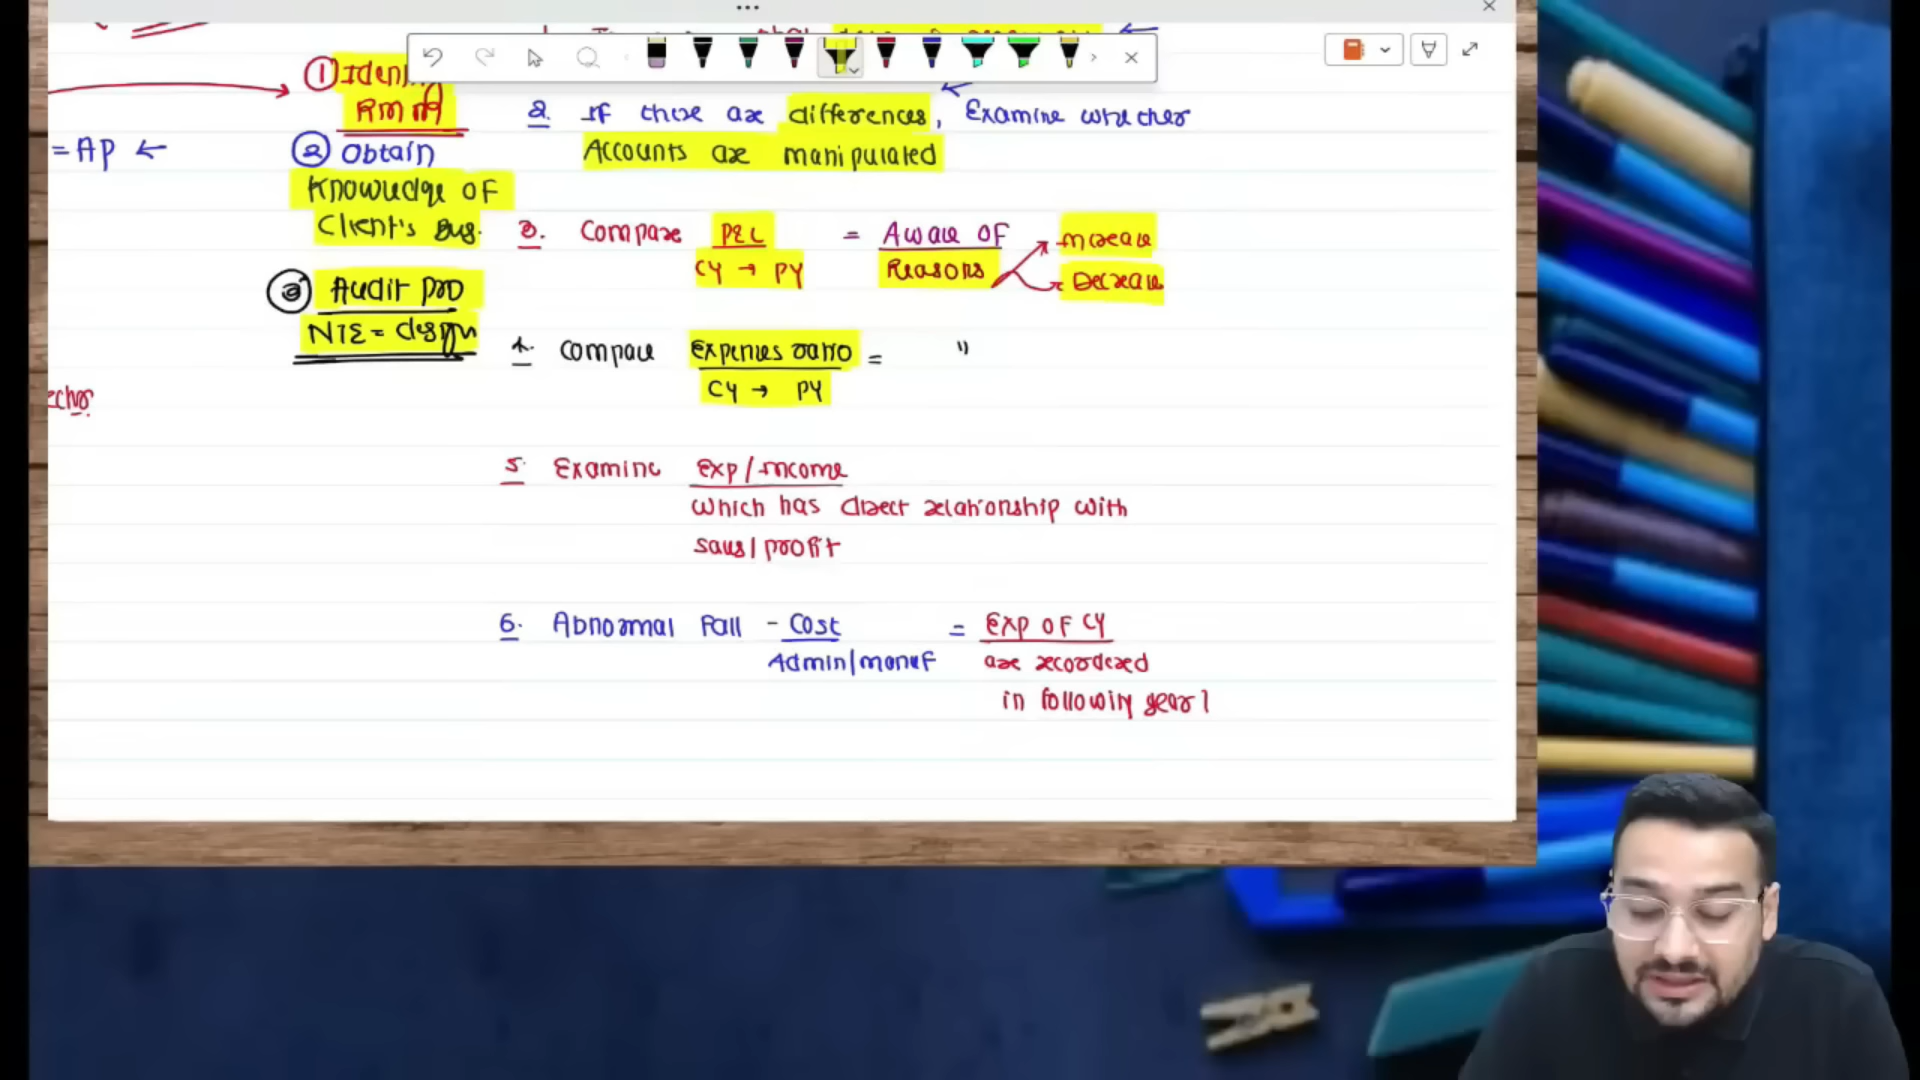 ① Iden
RMM
② Obtain
Knowledge OF
Client's Bus.
③ Audit pro
NTE = design
= AP ←
2. If there are differences, Examine whether
Accounts are manipulated
3. Compare P&L = Aware OF → Increase
CY → PY Reasons → Decrease
4. Compare Expenses ratio = "
CY → PY
5. Examine Exp/Income
which has direct relationship with
sales/profit
6. Abnormal Fall - Cost = Exp OF CY
Admin/manuf are recorded
in following year